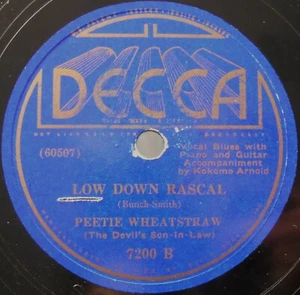 DECCA
(60507)
Vocal Blues with
Piano and Guitar
Accompaniment
by Kokomo Arnold
LOW DOWN RASCAL
(Bunch-Smith)
PEETIE WHEATSTRAW
(The Devil's Son-In-Law)
7200 B